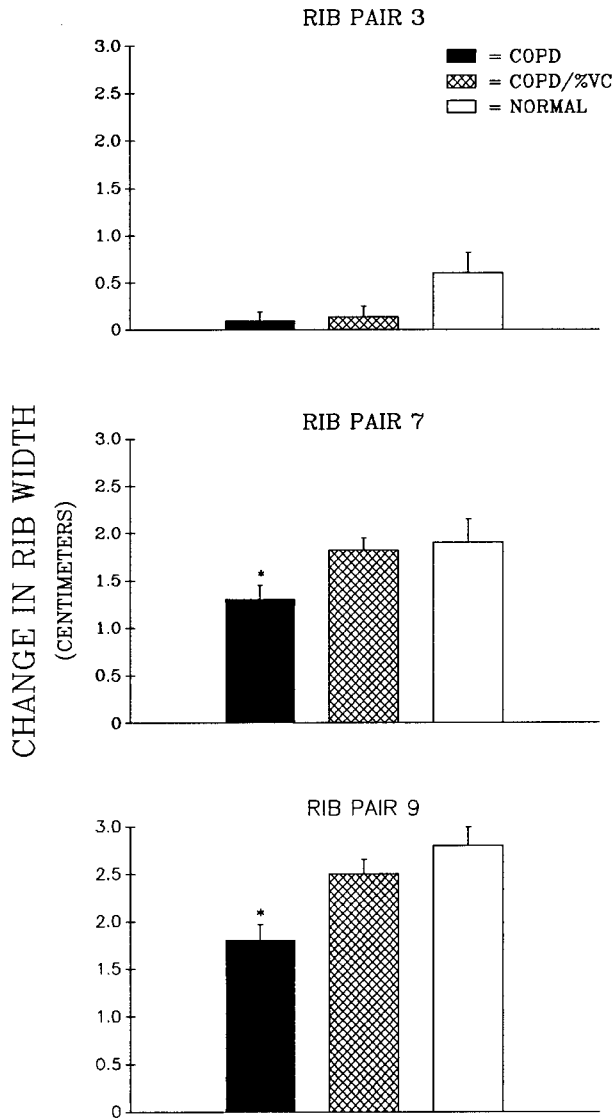 RIB PAIR 3
3.0
2.5
2.0
1.5
1.0
0.5
0
= COPD
= COPD/%VC
= NORMAL
CHANGE IN RIB WIDTH
(CENTIMETERS)
RIB PAIR 7
3.0
2.5
2.0
1.5
1.0
0.5
0
*
RIB PAIR 9
3.0
2.5
2.0
1.5
1.0
0.5
0
*